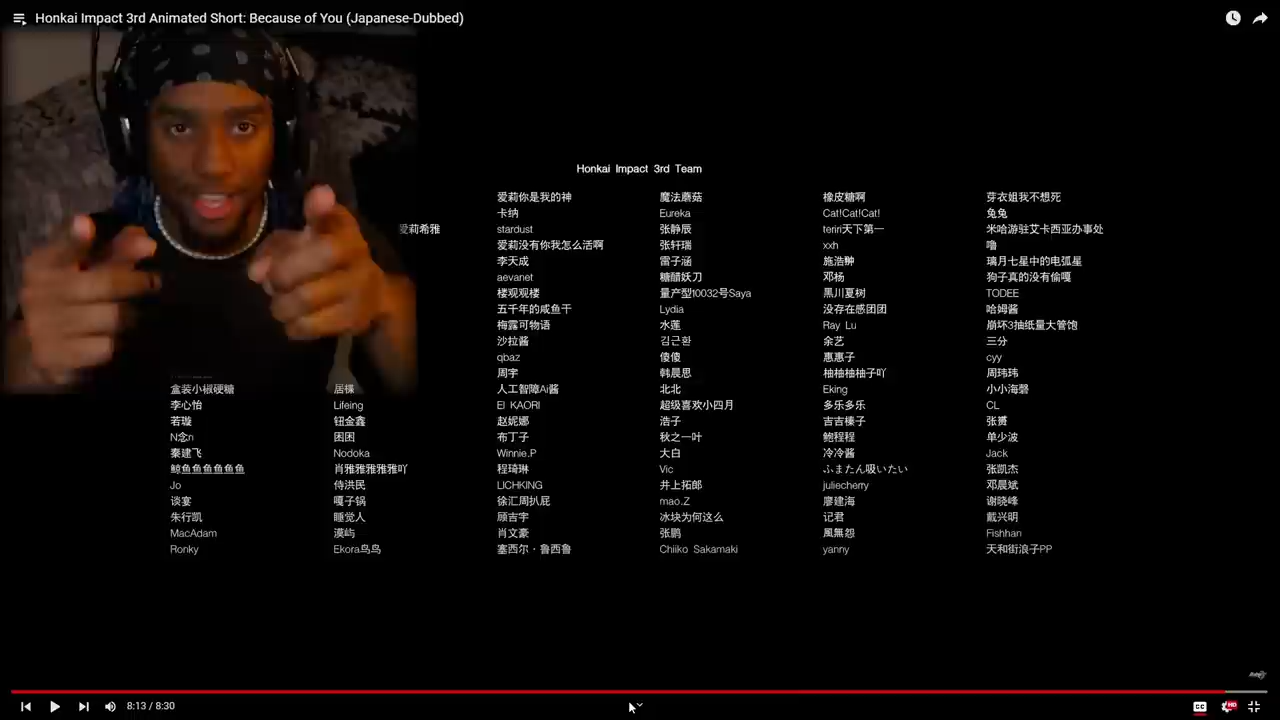 Honkai Impact 3rd Animated Short: Because of You (Japanese-Dubbed)
Honkai Impact 3rd Team
爱莉你是我的神 魔法蘑菇 橡皮糖啊 芽衣姐我不想死
卡纳 Eureka Cat!Cat!Cat! 兔兔
爱莉希雅 stardust 张静辰 teriri天下第一 米哈游驻艾卡西亚办事处
爱莉没有你我怎么活啊 张轩瑞 xxh 噜
李天成 雷子涵 施浩翀 璃月七星中的电弧星
aevanet 糖醋妖刀 邓杨 狗子真的没有偷嘎
楼观观楼 量产型10032号Saya 黑川夏树 TODEE
五千年的咸鱼干 Lydia 没存在感团团 哈姆酱
梅露可物语 水莲 Ray Lu 崩坏3抽纸量大管饱
沙拉酱 김근환 余艺 三分
qbaz 傻傻 惠惠子 cyy
周宇 韩晨思 柚柚柚柚子吖 周玮玮
盒装小椒硬糖 居檏 人工智障Ai酱 北北 Eking 小小海磬
李心怡 Lifeing El KAORI 超级喜欢小四月 多乐多乐 CL
若璇 钮金鑫 赵妮娜 浩子 吉吉榛子 张赟
N念n 困困 布丁子 秋之一叶 鲍程程 单少波
秦建飞 Nodoka Winnie.P 大白 冷冷酱 Jack
鲸鱼鱼鱼鱼鱼鱼 肖雅雅雅雅雅吖 程琦琳 Vic ふまたん吸いたい 张凯杰
Jo 侍洪民 LICHKING 井上拓郎 juliecherry 邓晨斌
谈宴 嘎子锅 徐汇周扒屁 mao.Z 廖建海 谢晓峰
朱行凯 睡觉人 顾吉宇 冰块为何这么 记君 戴兴明
MacAdam 漠屿 肖文豪 张鹏 風無怨 Fishhan
Ronky Ekora鸟鸟 塞西尔·鲁西鲁 Chiiko Sakamaki yanny 天和街浪子PP
8:13 / 8:30
CC HD